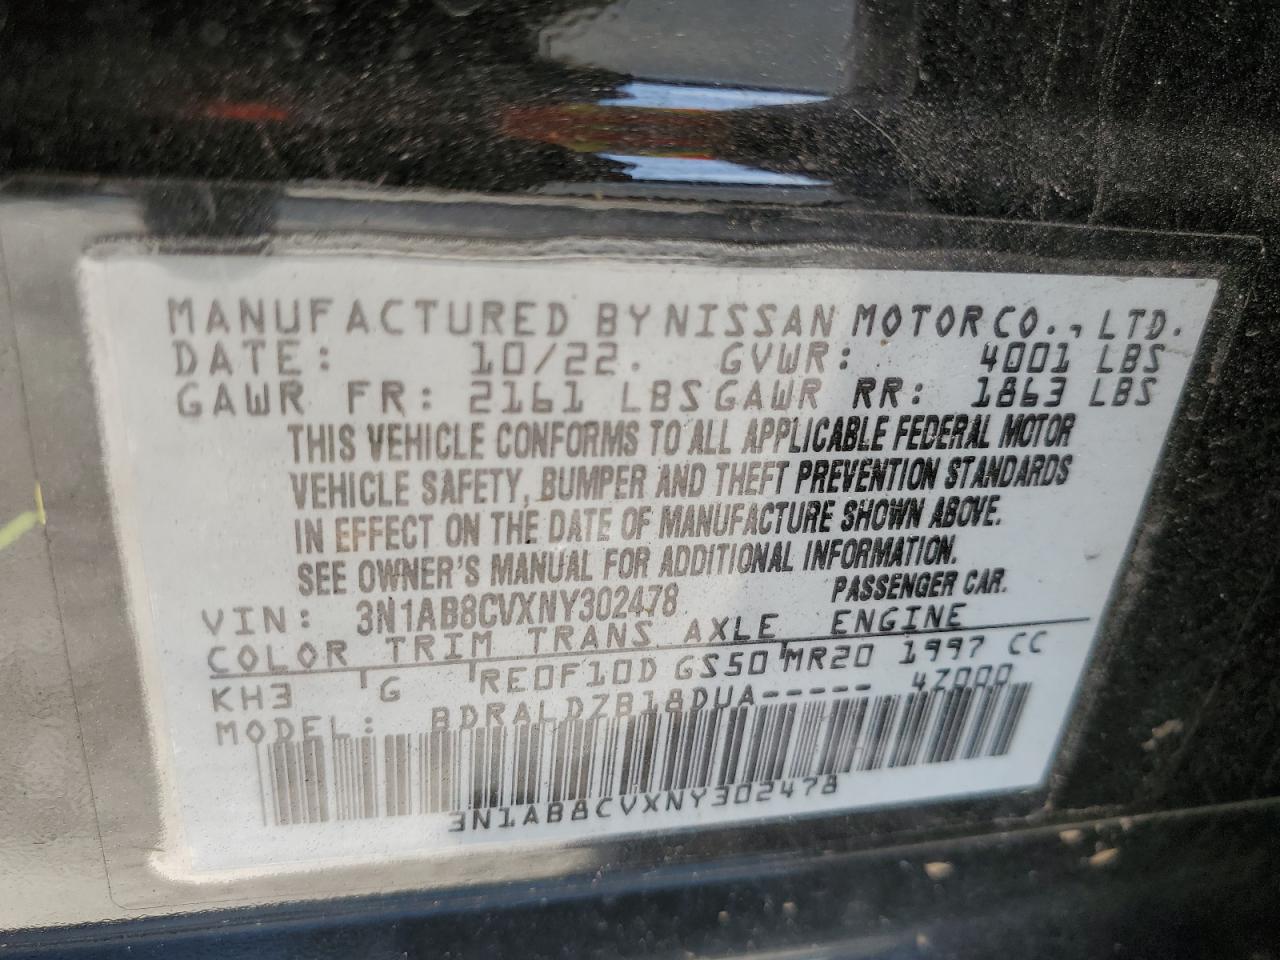 MANUFACTURED BY NISSAN MOTOR CO., LTD.
DATE: 10/22. GVWR: 4001 LBS
GAWR FR: 2161 LBS GAWR RR: 1863 LBS
THIS VEHICLE CONFORMS TO ALL APPLICABLE FEDERAL MOTOR
VEHICLE SAFETY, BUMPER AND THEFT PREVENTION STANDARDS
IN EFFECT ON THE DATE OF MANUFACTURE SHOWN ABOVE.
SEE OWNER'S MANUAL FOR ADDITIONAL INFORMATION.
VIN: 3N1AB8CVXNY302478 PASSENGER CAR.
COLOR TRIM TRANS AXLE ENGINE
KH3 G RE0F10D GS50 MR20 1997 CC
MODEL: BDRALDZB18DUA----- 47000
3N1AB8CVXNY302478